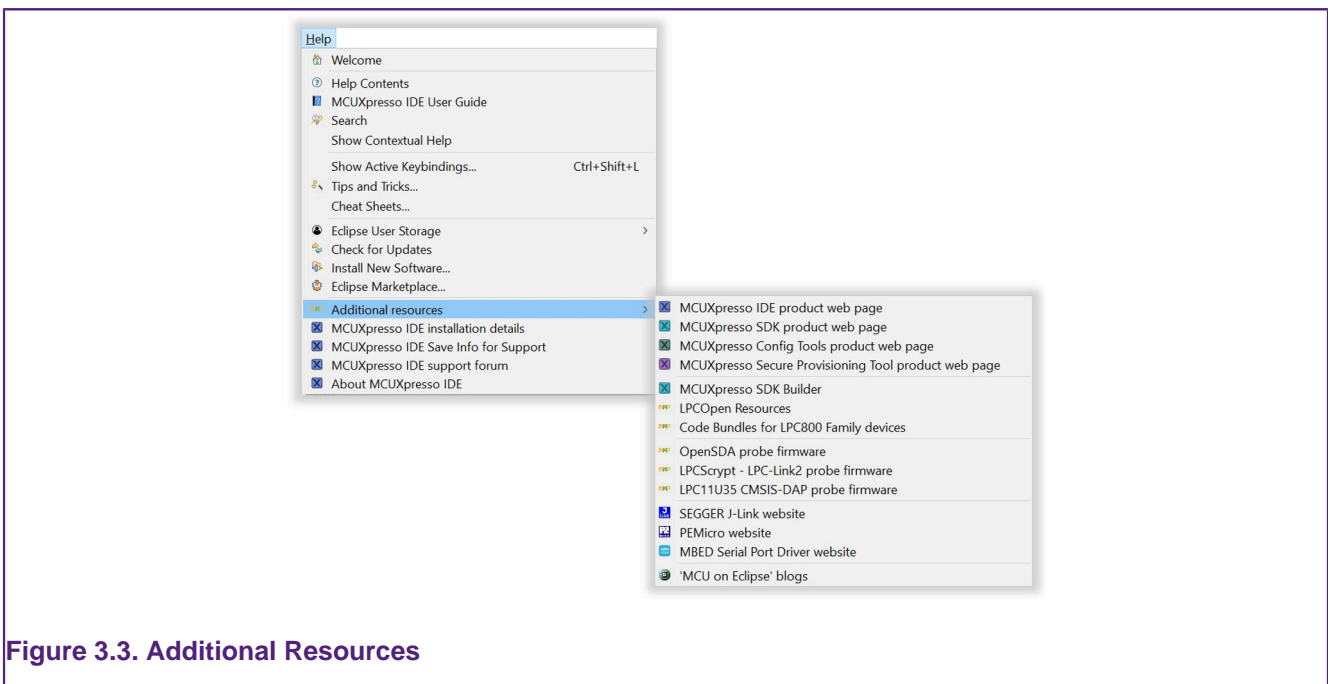 Help
Welcome
Help Contents
MCUXpresso IDE User Guide
Search
Show Contextual Help
Show Active Keybindings... Ctrl+Shift+L
Tips and Tricks...
Cheat Sheets...
Eclipse User Storage
Check for Updates
Install New Software...
Eclipse Marketplace...
Additional resources
MCUXpresso IDE installation details
MCUXpresso IDE Save Info for Support
MCUXpresso IDE support forum
About MCUXpresso IDE
MCUXpresso IDE product web page
MCUXpresso SDK product web page
MCUXpresso Config Tools product web page
MCUXpresso Secure Provisioning Tool product web page
MCUXpresso SDK Builder
LPCOpen Resources
Code Bundles for LPC800 Family devices
OpenSDA probe firmware
LPCScrypt - LPC-Link2 probe firmware
LPC11U35 CMSIS-DAP probe firmware
SEGGER J-Link website
PEMicro website
MBED Serial Port Driver website
'MCU on Eclipse' blogs
Figure 3.3. Additional Resources